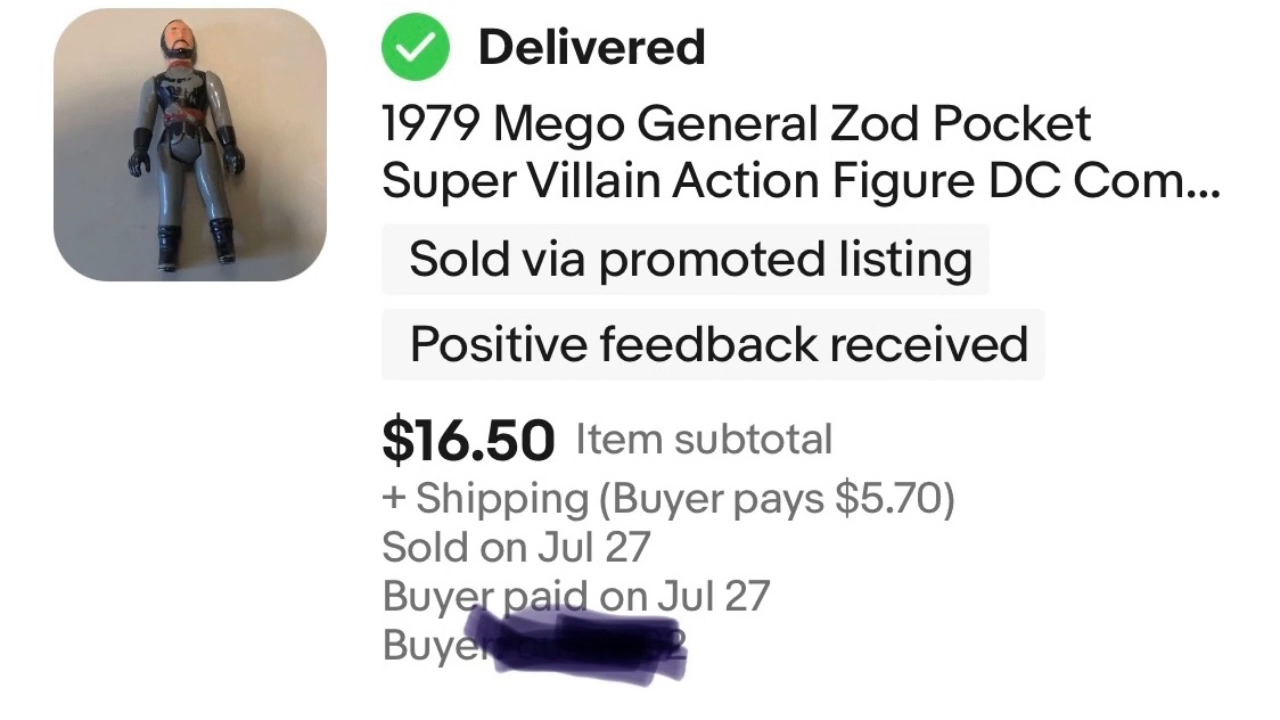 Delivered
1979 Mego General Zod Pocket
Super Villain Action Figure DC Com...
Sold via promoted listing
Positive feedback received
$16.50 Item subtotal
+ Shipping (Buyer pays $5.70)
Sold on Jul 27
Buyer paid on Jul 27
Buyer